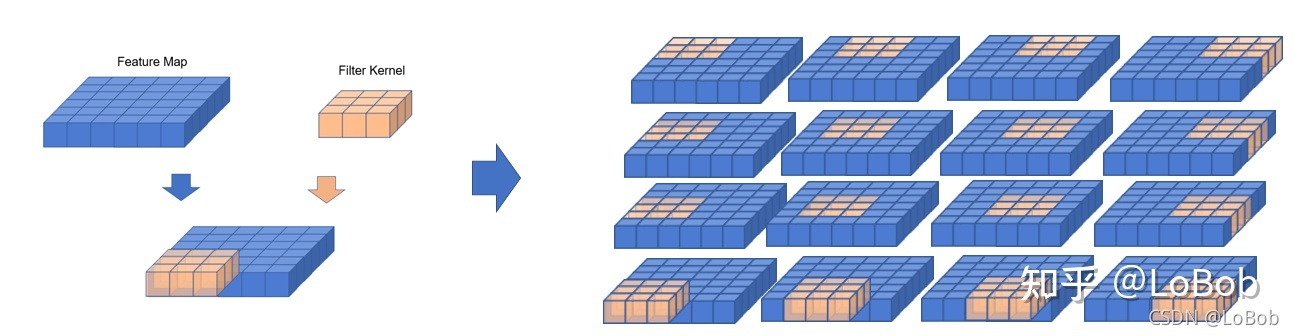 Feature Map
Filter Kernel
知乎 @LoBob
CSDN @LoBob